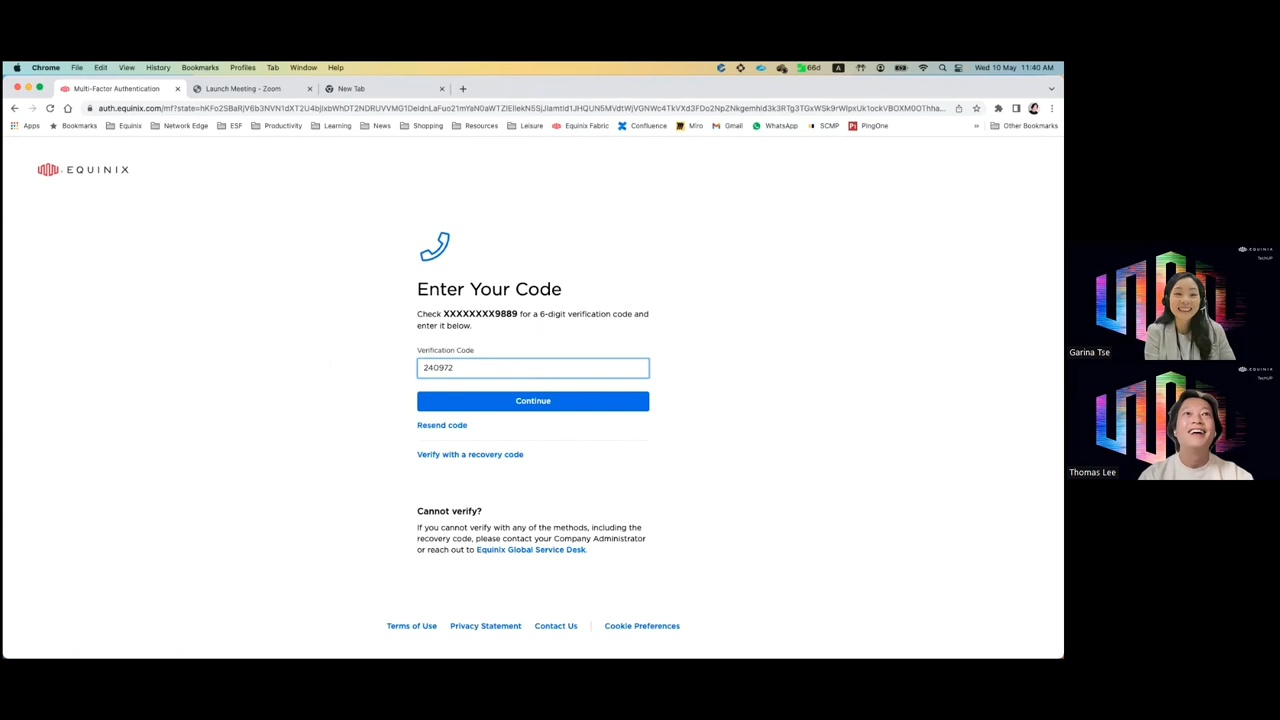 Chrome File Edit View History Bookmarks Profiles Tab Window Help
66d A Wed 10 May 11:40 AM
Multi-Factor Authentication Launch Meeting - Zoom New Tab
Apps Bookmarks Equinix Network Edge ESF Productivity Learning News Shopping Resources Leisure Equinix Fabric Confluence Miro Gmail WhatsApp SCMP PingOne » Other Bookmarks
EQUINIX
Enter Your Code
Check XXXXXXXX9889 for a 6-digit verification code and
enter it below.
Verification Code
240972
Continue
Resend code
Verify with a recovery code
Cannot verify?
If you cannot verify with any of the methods, including the
recovery code, please contact your Company Administrator
or reach out to Equinix Global Service Desk.
Terms of Use Privacy Statement Contact Us Cookie Preferences
EQUINIX
TechUP
Garina Tse
EQUINIX
TechUP
Thomas Lee